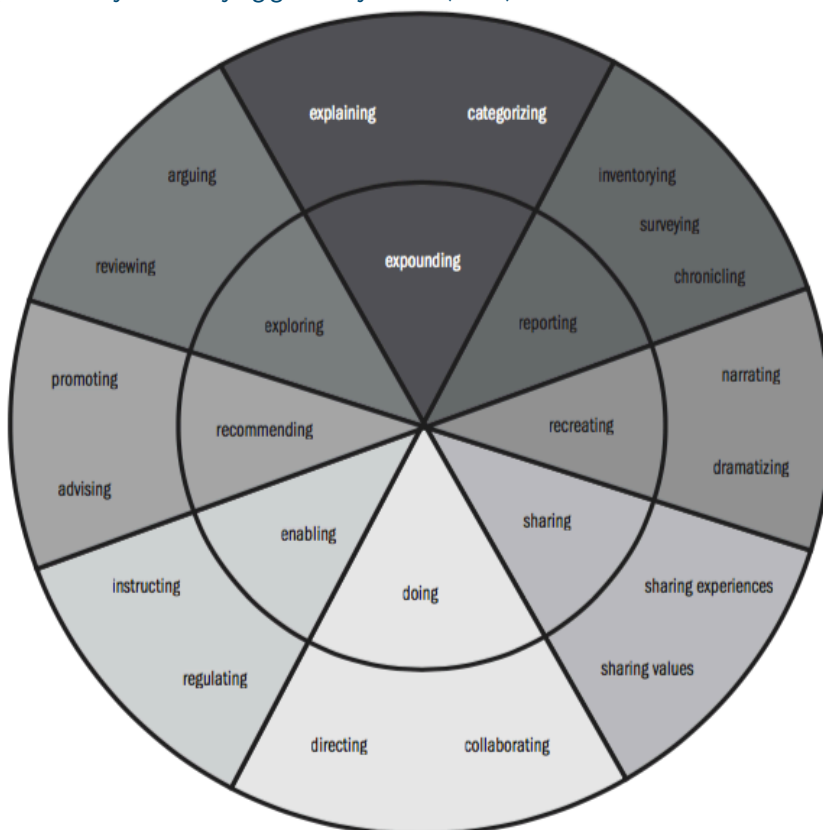 explaining
categorizing
arguing
inventorying
surveying
reviewing
chronicling
expounding
exploring
reporting
promoting
narrating
recommending
recreating
advising
dramatizing
enabling
sharing
instructing
doing
sharing experiences
regulating
sharing values
directing
collaborating